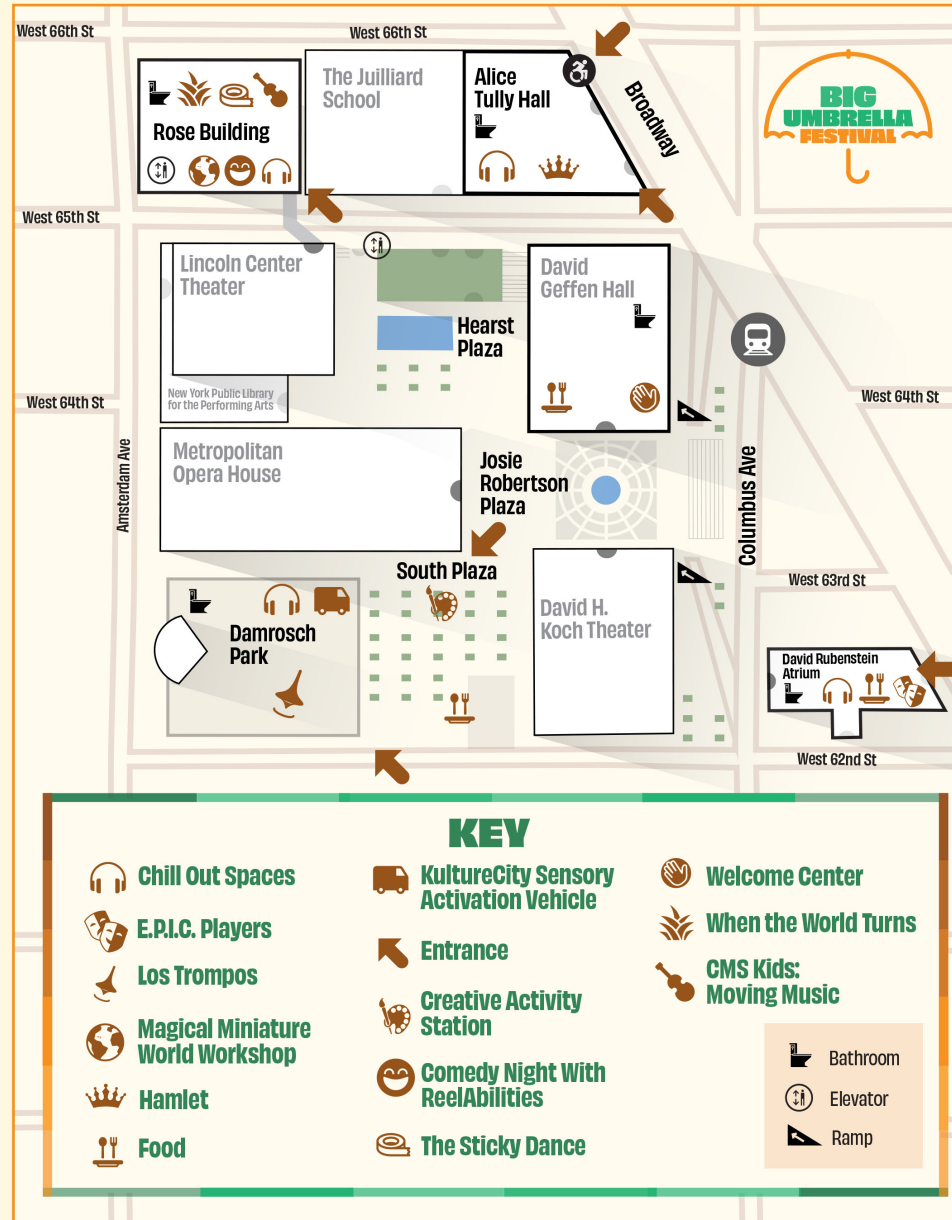 West 66th St
West 66th St
BIG
UMBRELLA
FESTIVAL
The Juilliard
School
Alice
Tully Hall
Broadway
Rose Building
West 65th St
Lincoln Center
Theater
David
Geffen Hall
Hearst
Plaza
New York Public Library
for the Performing Arts
West 64th St
West 64th St
Amsterdam Ave
Metropolitan
Opera House
Josie
Robertson
Plaza
Columbus Ave
South Plaza
West 63rd St
Damrosch
Park
David H.
Koch Theater
David Rubenstein
Atrium
West 62nd St
KEY
Chill Out Spaces
E.P.I.C. Players
Los Trompos
Magical Miniature
World Workshop
Hamlet
Food
KultureCity Sensory
Activation Vehicle
Entrance
Creative Activity
Station
Comedy Night With
ReelAbilities
The Sticky Dance
Welcome Center
When the World Turns
CMS Kids:
Moving Music
Bathroom
Elevator
Ramp